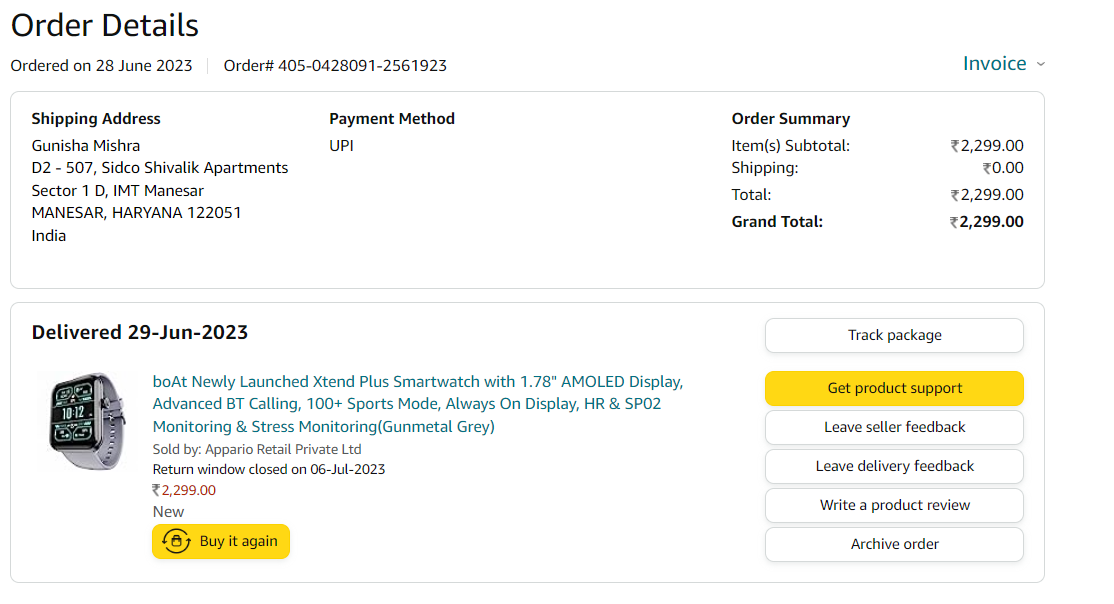 Order Details
Ordered on 28 June 2023
Order# 405-0428091-2561923
Invoice
Shipping Address
Gunisha Mishra
D2 - 507, Sidco Shivalik Apartments
Sector 1 D, IMT Manesar
MANESAR, HARYANA 122051
India
Payment Method
UPI
Order Summary
Item(s) Subtotal: ₹2,299.00
Shipping: ₹0.00
Total: ₹2,299.00
Grand Total: ₹2,299.00
Delivered 29-Jun-2023
10:12
boAt Newly Launched Xtend Plus Smartwatch with 1.78" AMOLED Display,
Advanced BT Calling, 100+ Sports Mode, Always On Display, HR & SP02
Monitoring & Stress Monitoring(Gunmetal Grey)
Sold by: Appario Retail Private Ltd
Return window closed on 06-Jul-2023
₹2,299.00
New
Buy it again
Track package
Get product support
Leave seller feedback
Leave delivery feedback
Write a product review
Archive order